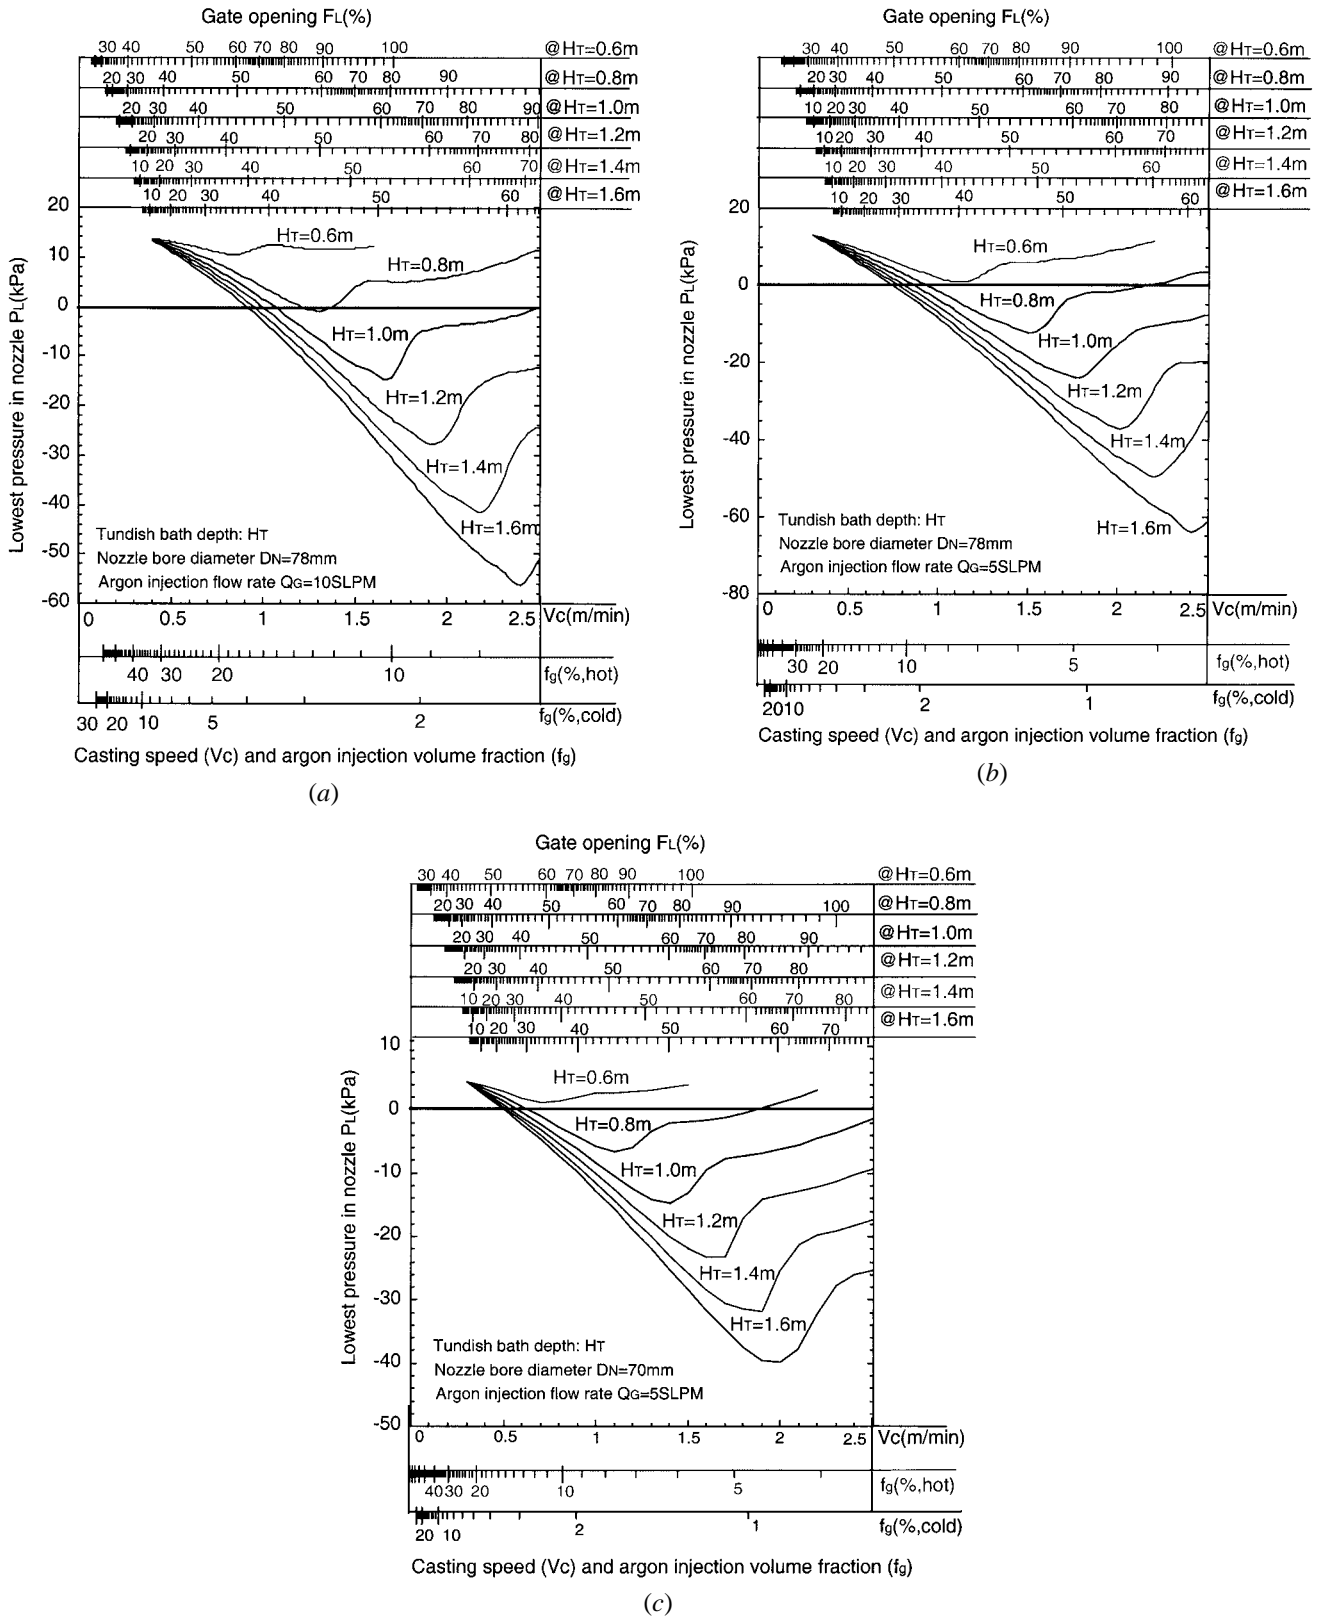 Gate opening FL(%)
30 40 50 60 70 80 90 100 @HT=0.6m
20 30 40 50 60 70 80 90 @HT=0.8m
20 30 40 50 60 70 80 90 @HT=1.0m
20 30 40 50 60 70 80 @HT=1.2m
10 20 30 40 50 60 70 @HT=1.4m
10 20 30 40 50 60 @HT=1.6m
20
10
0
-10
-20
-30
-40
-50
-60
Lowest pressure in nozzle PL(kPa)
HT=0.6m
HT=0.8m
HT=1.0m
HT=1.2m
HT=1.4m
HT=1.6m
Tundish bath depth: HT
Nozzle bore diameter DN=78mm
Argon injection flow rate QG=10SLPM
0 0.5 1 1.5 2 2.5 Vc(m/min)
40 30 20 10 fg(%,hot)
30 20 10 5 2 fg(%,cold)
Casting speed (Vc) and argon injection volume fraction (fg)
(a)
Gate opening FL(%)
30 40 50 60 70 80 90 100 @HT=0.6m
20 30 40 50 60 70 80 90 @HT=0.8m
10 20 30 40 50 60 70 80 @HT=1.0m
10 20 30 40 50 60 70 @HT=1.2m
10 20 30 40 50 60 @HT=1.4m
10 20 30 40 50 60 @HT=1.6m
20
0
-20
-40
-60
-80
Lowest pressure in nozzle PL(kPa)
HT=0.6m
HT=0.8m
HT=1.0m
HT=1.2m
HT=1.4m
HT=1.6m
Tundish bath depth: HT
Nozzle bore diameter DN=78mm
Argon injection flow rate QG=5SLPM
0 0.5 1 1.5 2 2.5 Vc(m/min)
30 20 10 5 fg(%,hot)
20 10 2 1 fg(%,cold)
Casting speed (Vc) and argon injection volume fraction (fg)
(b)
Gate opening FL(%)
30 40 50 60 70 80 90 100 @HT=0.6m
20 30 40 50 60 70 80 90 100 @HT=0.8m
20 30 40 50 60 70 80 90 @HT=1.0m
20 30 40 50 60 70 80 @HT=1.2m
10 20 30 40 50 60 70 80 @HT=1.4m
10 20 30 40 50 60 70 @HT=1.6m
10
0
-10
-20
-30
-40
-50
Lowest pressure in nozzle PL(kPa)
HT=0.6m
HT=0.8m
HT=1.0m
HT=1.2m
HT=1.4m
HT=1.6m
Tundish bath depth: HT
Nozzle bore diameter DN=70mm
Argon injection flow rate QG=5SLPM
0 0.5 1 1.5 2 2.5 Vc(m/min)
40 30 20 10 5 fg(%,hot)
20 10 2 1 fg(%,cold)
Casting speed (Vc) and argon injection volume fraction (fg)
(c)